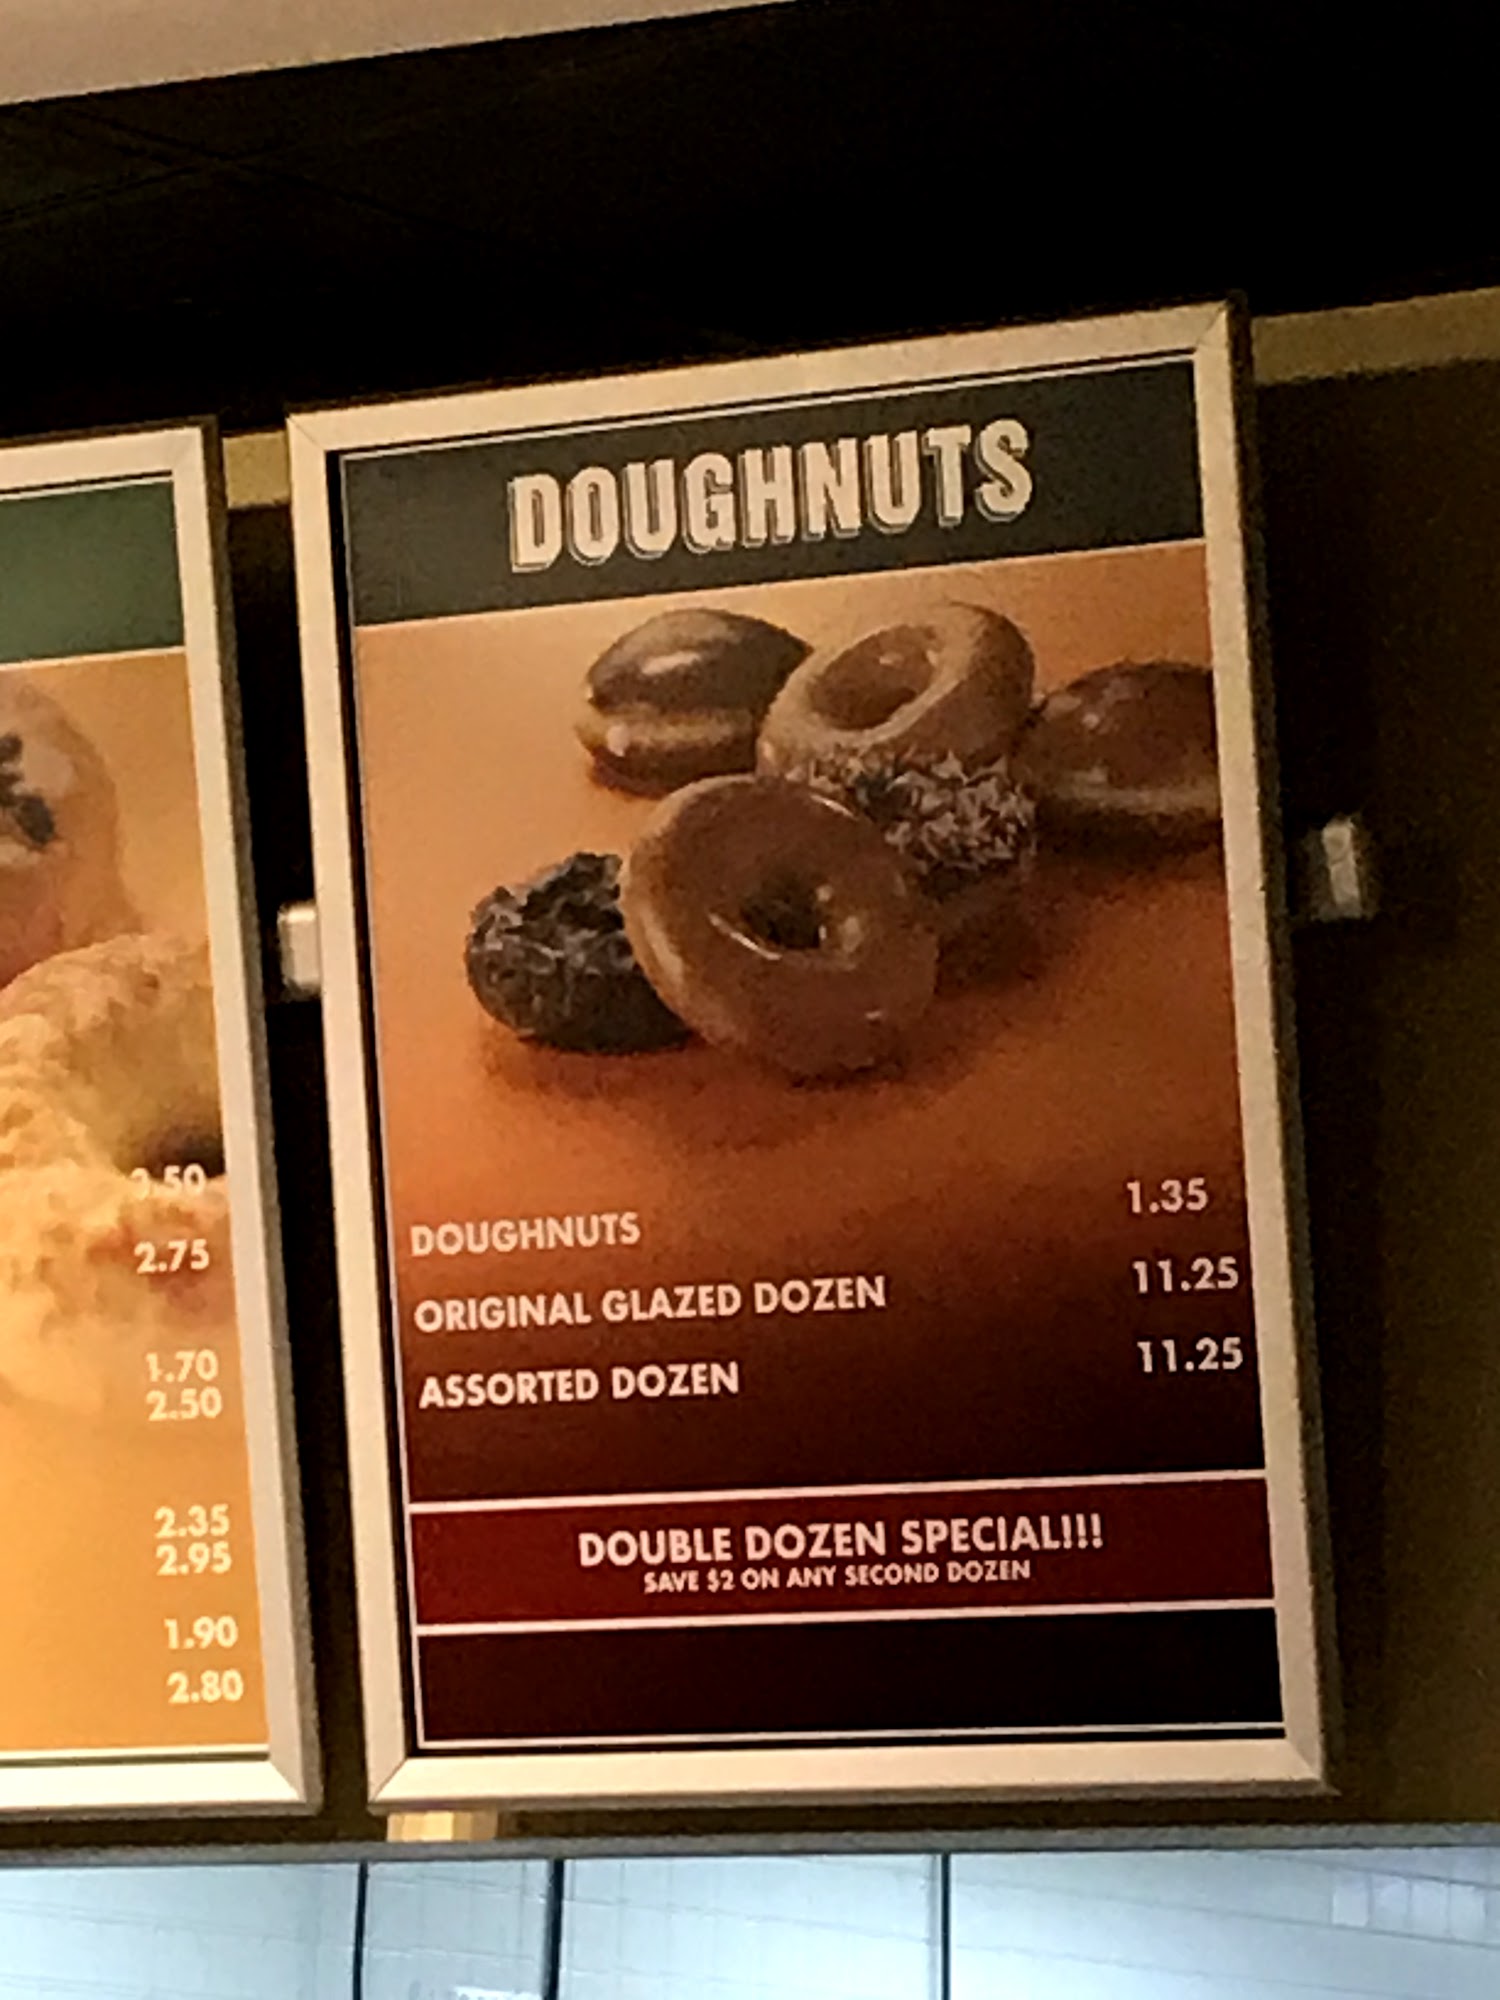 DOUGHNUTS
DOUGHNUTS 1.35
ORIGINAL GLAZED DOZEN 11.25
ASSORTED DOZEN 11.25
DOUBLE DOZEN SPECIAL!!!
SAVE $2 ON ANY SECOND DOZEN
2.75
1.70
2.50
2.35
2.95
1.90
2.80